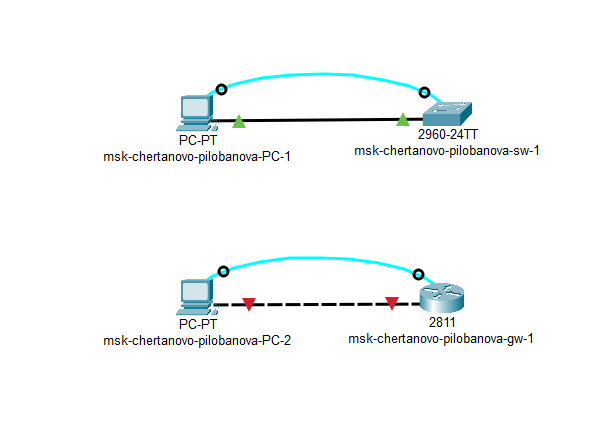 PC-PT
msk-chertanovo-pilobanova-PC-1
2960-24TT
msk-chertanovo-pilobanova-sw-1
PC-PT
msk-chertanovo-pilobanova-PC-2
2811
msk-chertanovo-pilobanova-gw-1